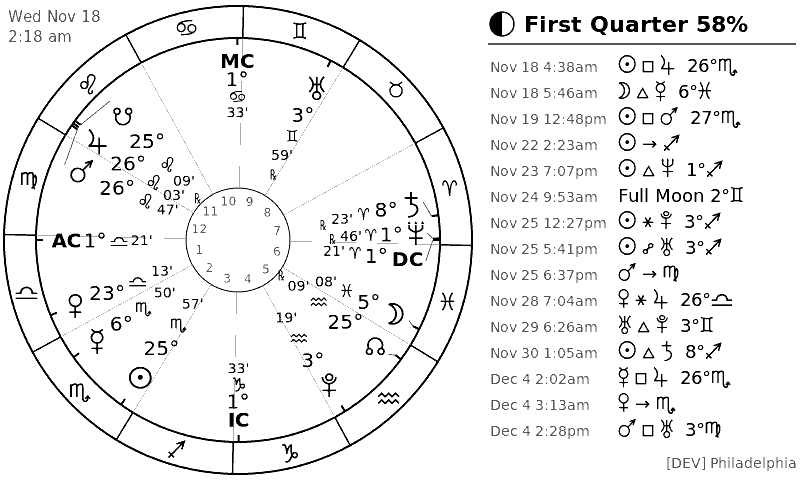 Wed Nov 18
2:18 am
MC
1°
♋
33'
♅
3°
♊
59'
℞
☋
25°
♌
09'
℞
♃
26°
♌
03'
♂
26°
♌
47'
AC 1° ♎ 21'
♄ 8° ♈ 23' ℞
♆ 1° ♈ 46' ℞
DC 1° ♈ 21'
♀ 23° ♎ 13'
☿ 6° ♏ 50'
☉ 25° ♏ 57'
☽ 5° ♓ 08'
☊ 25° ♒ 09' ℞
♇ 3° ♒ 19'
33'
♑
1°
IC
10 9
11 8
12 7
1 6
2 5
3 4
♈
♉
♊
♋
♌
♍
♎
♏
♐
♑
♒
♓
First Quarter 58%
Nov 18 4:38am ☉ □ ♃ 26°♏
Nov 18 5:46am ☽ △ ☿ 6°♓
Nov 19 12:48pm ☉ □ ♂ 27°♏
Nov 22 2:23am ☉ → ♐
Nov 23 7:07pm ☉ △ ♆ 1°♐
Nov 24 9:53am Full Moon 2°♊
Nov 25 12:27pm ☉ ⚹ ♇ 3°♐
Nov 25 5:41pm ☉ ☍ ♅ 3°♐
Nov 25 6:37pm ♂ → ♍
Nov 28 7:04am ♀ ⚹ ♃ 26°♎
Nov 29 6:26am ♅ △ ♇ 3°♊
Nov 30 1:05am ☉ △ ♄ 8°♐
Dec 4 2:02am ☿ □ ♃ 26°♏
Dec 4 3:13am ♀ → ♏
Dec 4 2:28pm ♂ □ ♅ 3°♍
[DEV] Philadelphia